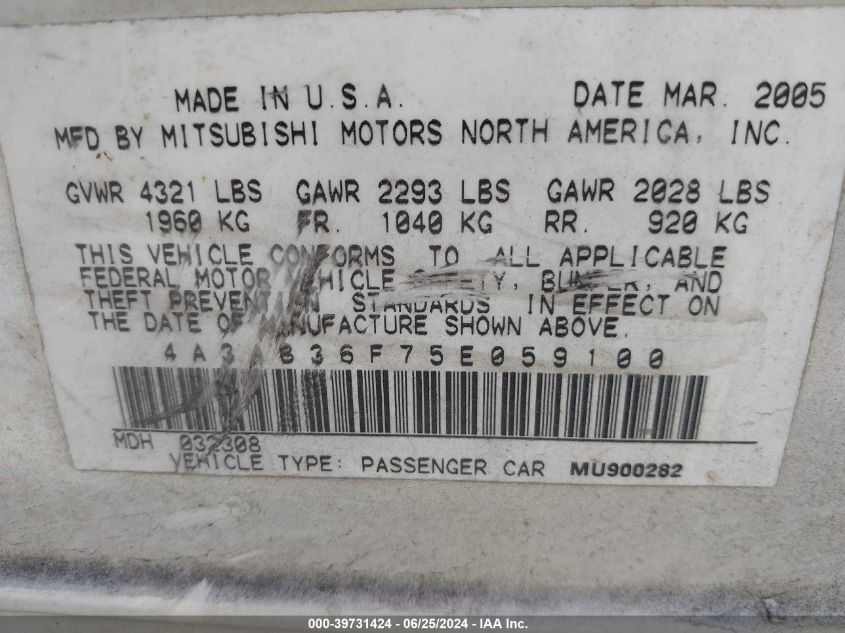 MADE IN U.S.A. DATE MAR. 2005
MFD BY MITSUBISHI MOTORS NORTH AMERICA, INC.
GVWR 4321 LBS GAWR 2293 LBS GAWR 2028 LBS
1960 KG FR. 1040 KG RR. 920 KG
THIS VEHICLE CONFORMS TO ALL APPLICABLE
FEDERAL MOTOR VEHICLE SAFETY, BUMPER, AND
THEFT PREVENTION STANDARDS IN EFFECT ON
THE DATE OF MANUFACTURE SHOWN ABOVE.
4A3AB36F75E059100
MDH 032308
VEHICLE TYPE: PASSENGER CAR MU900282
000-39731424 - 06/25/2024 - IAA Inc.